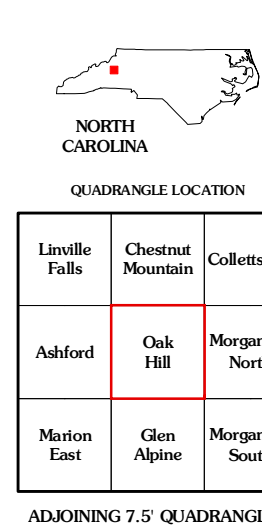 NORTH
CAROLINA
QUADRANGLE LOCATION
Linville
Falls
Chestnut
Mountain
Colletts
Ashford
Oak
Hill
Morgan
Nort
Marion
East
Glen
Alpine
Morgan
Sout
ADJOINING 7.5' QUADRANGL